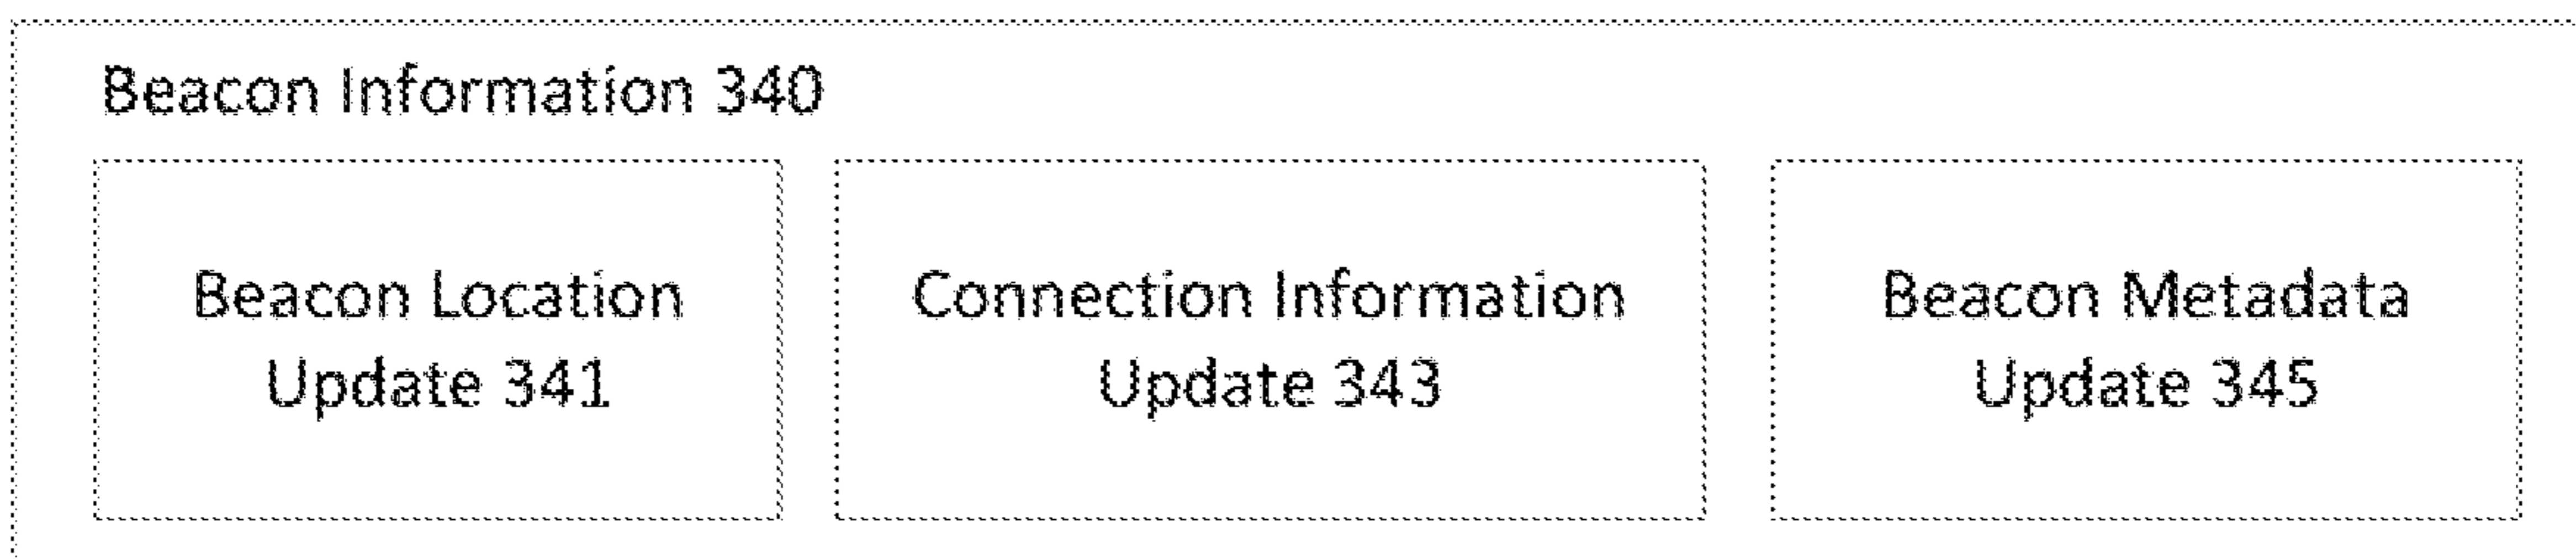 Beacon Information 340
Beacon Location
Update 341
Connection Information
Update 343
Beacon Metadata
Update 345